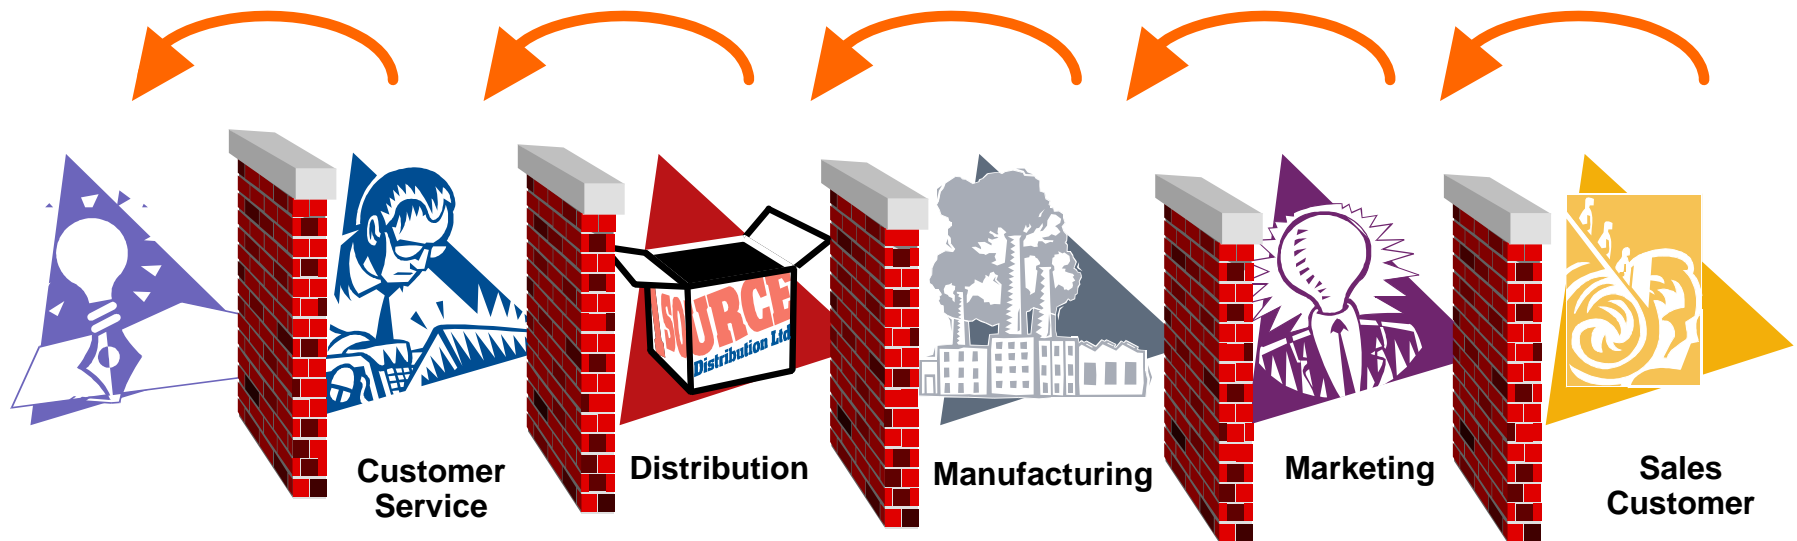 I SOURCE
Distribution Ltd
Customer
Service
Distribution
Manufacturing
Marketing
Sales
Customer